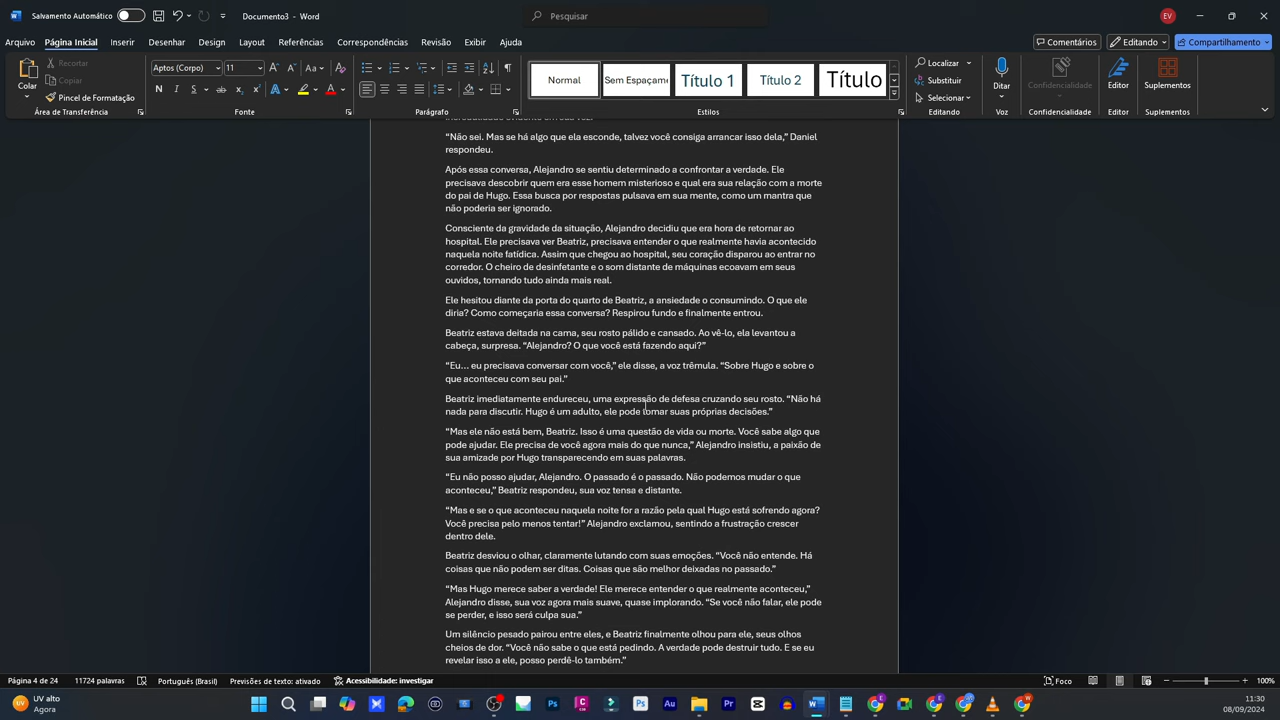 Salvamento Automático
Documento3 - Word
Pesquisar
EV
Arquivo
Página Inicial
Inserir
Desenhar
Design
Layout
Referências
Correspondências
Revisão
Exibir
Ajuda
Comentários
Editando
Compartilhamento
Colar
Recortar
Copiar
Pincel de Formatação
Área de Transferência
Aptos (Corpo)
11
Fonte
Parágrafo
Normal
Sem Espaçame
Título 1
Título 2
Título
Estilos
Localizar
Substituir
Selecionar
Editando
Ditar
Voz
Confidencialidade
Confidencialidade
Editor
Editor
Suplementos
Suplementos
“Não sei. Mas se há algo que ela esconde, talvez você consiga arrancar isso dela,” Daniel
respondeu.
Após essa conversa, Alejandro se sentiu determinado a confrontar a verdade. Ele
precisava descobrir quem era esse homem misterioso e qual era sua relação com a morte
do pai de Hugo. Essa busca por respostas pulsava em sua mente, como um mantra que
não poderia ser ignorado.
Consciente da gravidade da situação, Alejandro decidiu que era hora de retornar ao
hospital. Ele precisava ver Beatriz, precisava entender o que realmente havia acontecido
naquela noite fatídica. Assim que chegou ao hospital, seu coração disparou ao entrar no
corredor. O cheiro de desinfetante e o som distante de máquinas ecoavam em seus
ouvidos, tornando tudo ainda mais real.
Ele hesitou diante da porta do quarto de Beatriz, a ansiedade o consumindo. O que ele
diria? Como começaria essa conversa? Respirou fundo e finalmente entrou.
Beatriz estava deitada na cama, seu rosto pálido e cansado. Ao vê-lo, ela levantou a
cabeça, surpresa. “Alejandro? O que você está fazendo aqui?”
“Eu... eu precisava conversar com você,” ele disse, a voz trêmula. “Sobre Hugo e sobre o
que aconteceu com seu pai.”
Beatriz imediatamente endureceu, uma expressão de defesa cruzando seu rosto. “Não há
nada para discutir. Hugo é um adulto, ele pode tomar suas próprias decisões.”
“Mas ele não está bem, Beatriz. Isso é uma questão de vida ou morte. Você sabe algo que
pode ajudar. Ele precisa de você agora mais do que nunca,” Alejandro insistiu, a paixão de
sua amizade por Hugo transparecendo em suas palavras.
“Eu não posso ajudar, Alejandro. O passado é o passado. Não podemos mudar o que
aconteceu,” Beatriz respondeu, sua voz tensa e distante.
“Mas e se o que aconteceu naquela noite for a razão pela qual Hugo está sofrendo agora?
Você precisa pelo menos tentar!” Alejandro exclamou, sentindo a frustração crescer
dentro dele.
Beatriz desviou o olhar, claramente lutando com suas emoções. “Você não entende. Há
coisas que não podem ser ditas. Coisas que são melhor deixadas no passado.”
“Mas Hugo merece saber a verdade! Ele merece entender o que realmente aconteceu,”
Alejandro disse, sua voz agora mais suave, quase implorando. “Se você não falar, ele pode
se perder, e isso será culpa sua.”
Um silêncio pesado pairou entre eles, e Beatriz finalmente olhou para ele, seus olhos
cheios de dor. “Você não sabe o que está pedindo. A verdade pode destruir tudo. E se eu
revelar isso a ele, posso perdê-lo também.”
Página 4 de 24
11724 palavras
Português (Brasil)
Previsões de texto: ativado
Acessibilidade: investigar
Foco
100%
UV alto
Agora
11:30
08/09/2024